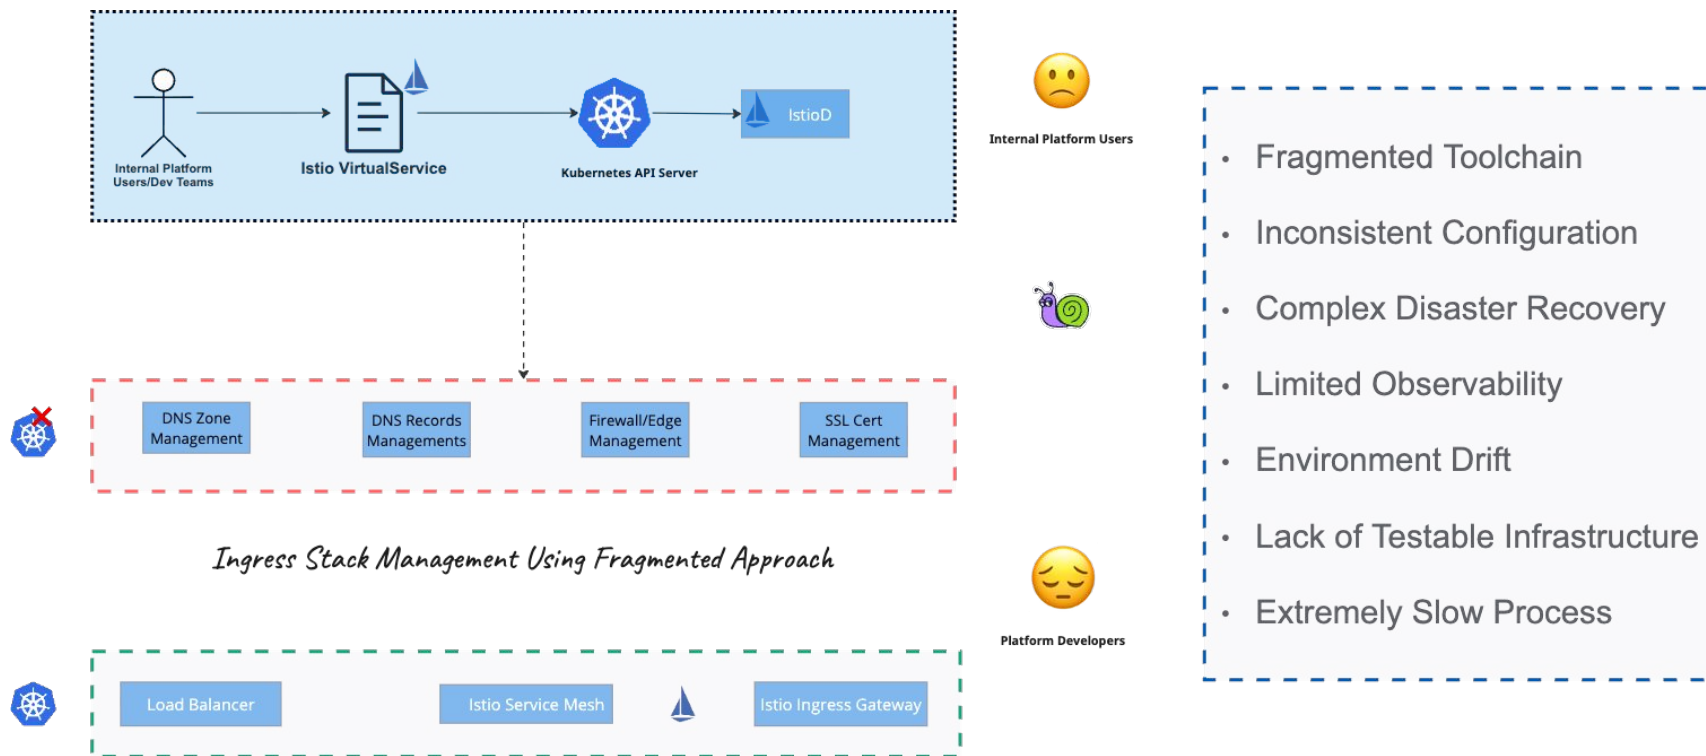 Internal Platform
Users/Dev Teams
Istio VirtualService
Kubernetes API Server
IstioD
Internal Platform Users
DNS Zone
Management
DNS Records
Managements
Firewall/Edge
Management
SSL Cert
Management
Ingress Stack Management Using Fragmented Approach
Platform Developers
Load Balancer
Istio Service Mesh
Istio Ingress Gateway
• Fragmented Toolchain
• Inconsistent Configuration
• Complex Disaster Recovery
• Limited Observability
• Environment Drift
• Lack of Testable Infrastructure
• Extremely Slow Process